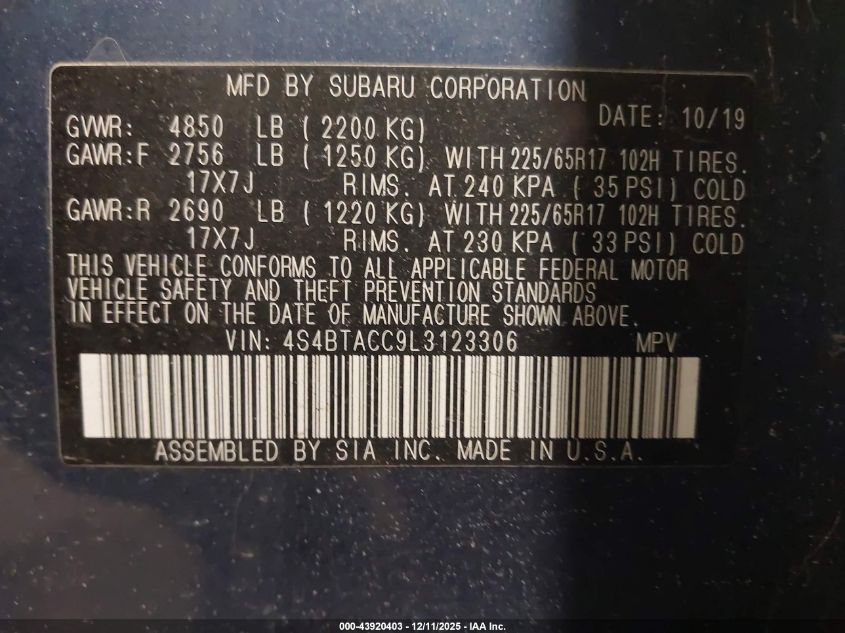 MFD BY SUBARU CORPORATION
DATE: 10/19
GVWR: 4850 LB ( 2200 KG)
GAWR:F 2756 LB ( 1250 KG) WITH 225/65R17 102H TIRES.
17X7J RIMS. AT 240 KPA ( 35 PSI) COLD
GAWR:R 2690 LB ( 1220 KG) WITH 225/65R17 102H TIRES.
17X7J RIMS. AT 230 KPA ( 33 PSI) COLD
THIS VEHICLE CONFORMS TO ALL APPLICABLE FEDERAL MOTOR
VEHICLE SAFETY AND THEFT PREVENTION STANDARDS
IN EFFECT ON THE DATE OF MANUFACTURE SHOWN ABOVE.
VIN: 4S4BTACC9L3123306 MPV
ASSEMBLED BY SIA INC. MADE IN U.S.A.
000-43920403 - 12/11/2025 - IAA Inc.